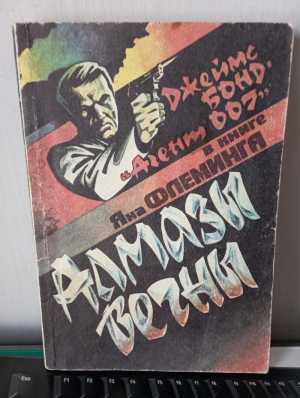 Джеймс
БОНД,
„Агент 007“
в книге
Яна ФЛЕМИНГА
АЛМАЗЫ
ВЕЧНЫ